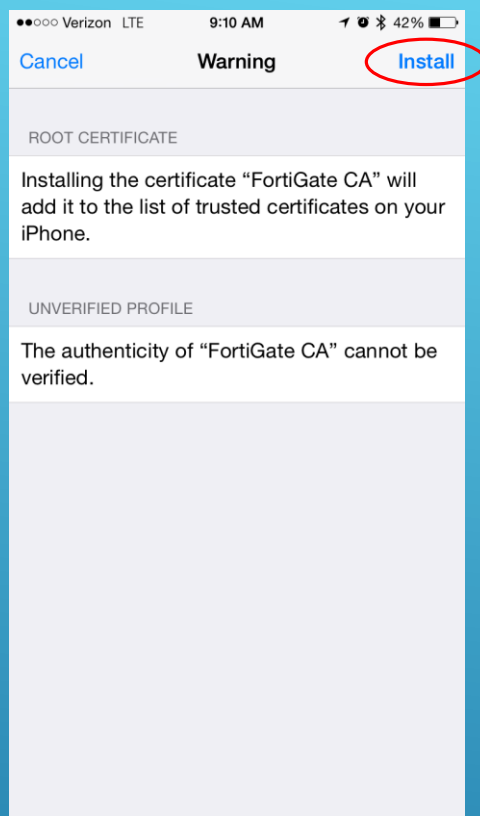 Verizon LTE 9:10 AM 42%
Cancel Warning Install
ROOT CERTIFICATE
Installing the certificate “FortiGate CA” will
add it to the list of trusted certificates on your
iPhone.
UNVERIFIED PROFILE
The authenticity of “FortiGate CA” cannot be
verified.